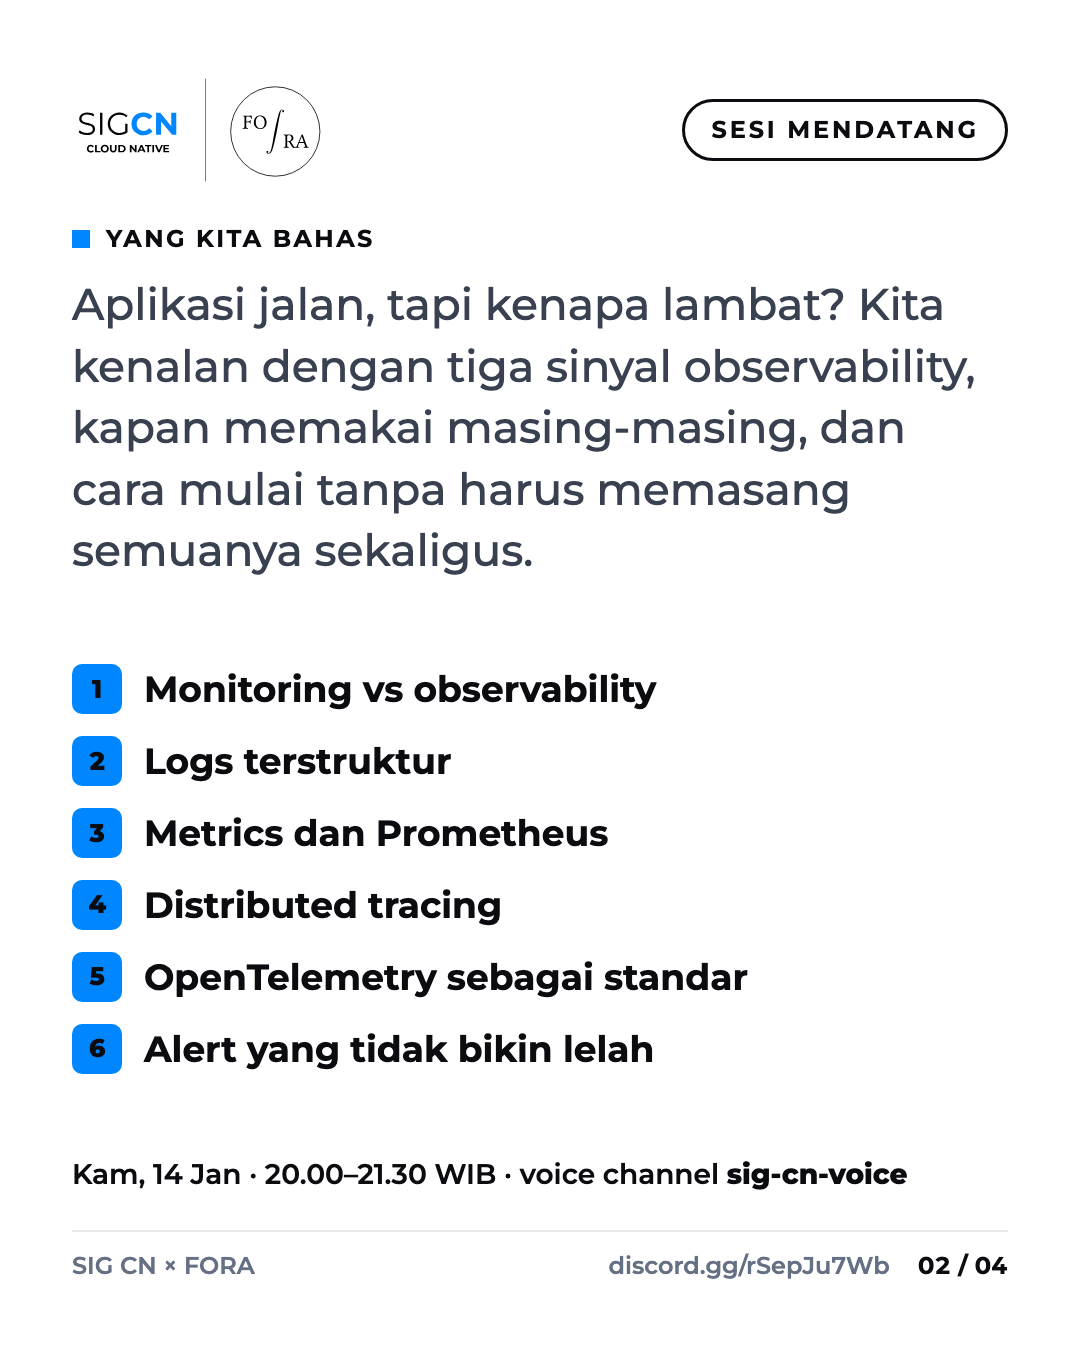 SIGCN
CLOUD NATIVE
FO∫RA
SESI MENDATANG
YANG KITA BAHAS
Aplikasi jalan, tapi kenapa lambat? Kita
kenalan dengan tiga sinyal observability,
kapan memakai masing-masing, dan
cara mulai tanpa harus memasang
semuanya sekaligus.
1 Monitoring vs observability
2 Logs terstruktur
3 Metrics dan Prometheus
4 Distributed tracing
5 OpenTelemetry sebagai standar
6 Alert yang tidak bikin lelah
Kam, 14 Jan · 20.00–21.30 WIB · voice channel sig-cn-voice
SIG CN × FORA
discord.gg/rSepJu7Wb 02 / 04